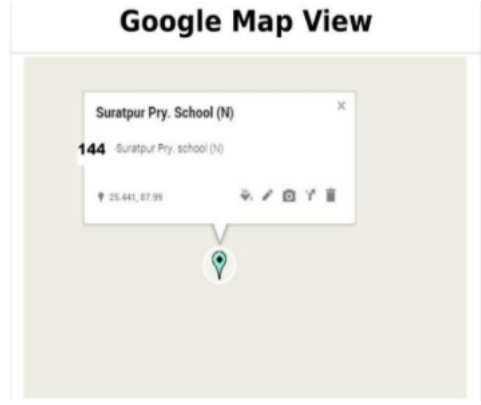 Google Map View
Suratpur Pry. School (N)
144 Suratpur Pry. school (N)
25.441, 87.99